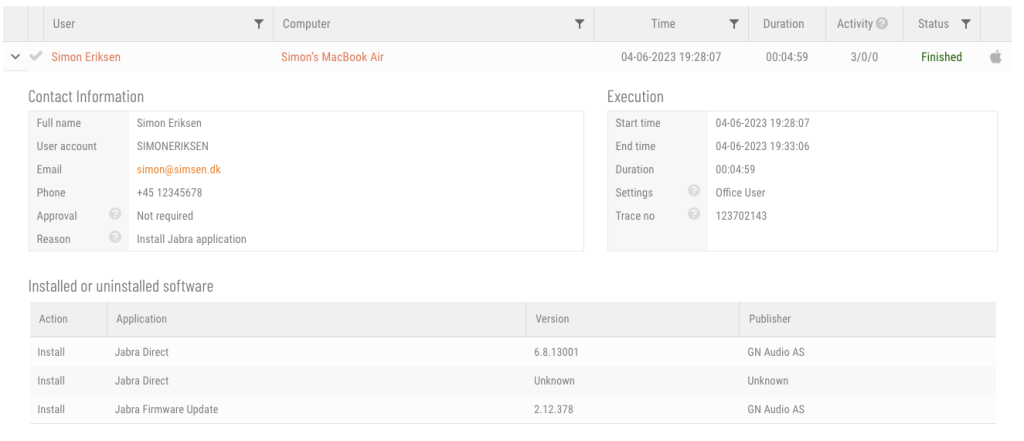 User Computer Time Duration Activity ? Status
Simon Eriksen Simon's MacBook Air 04-06-2023 19:28:07 00:04:59 3/0/0 Finished
Contact Information
Full name Simon Eriksen
User account SIMONERIKSEN
Email simon@simsen.dk
Phone +45 12345678
Approval ? Not required
Reason ? Install Jabra application
Execution
Start time 04-06-2023 19:28:07
End time 04-06-2023 19:33:06
Duration 00:04:59
Settings ? Office User
Trace no ? 123702143
Installed or uninstalled software
Action Application Version Publisher
Install Jabra Direct 6.8.13001 GN Audio AS
Install Jabra Direct Unknown Unknown
Install Jabra Firmware Update 2.12.378 GN Audio AS